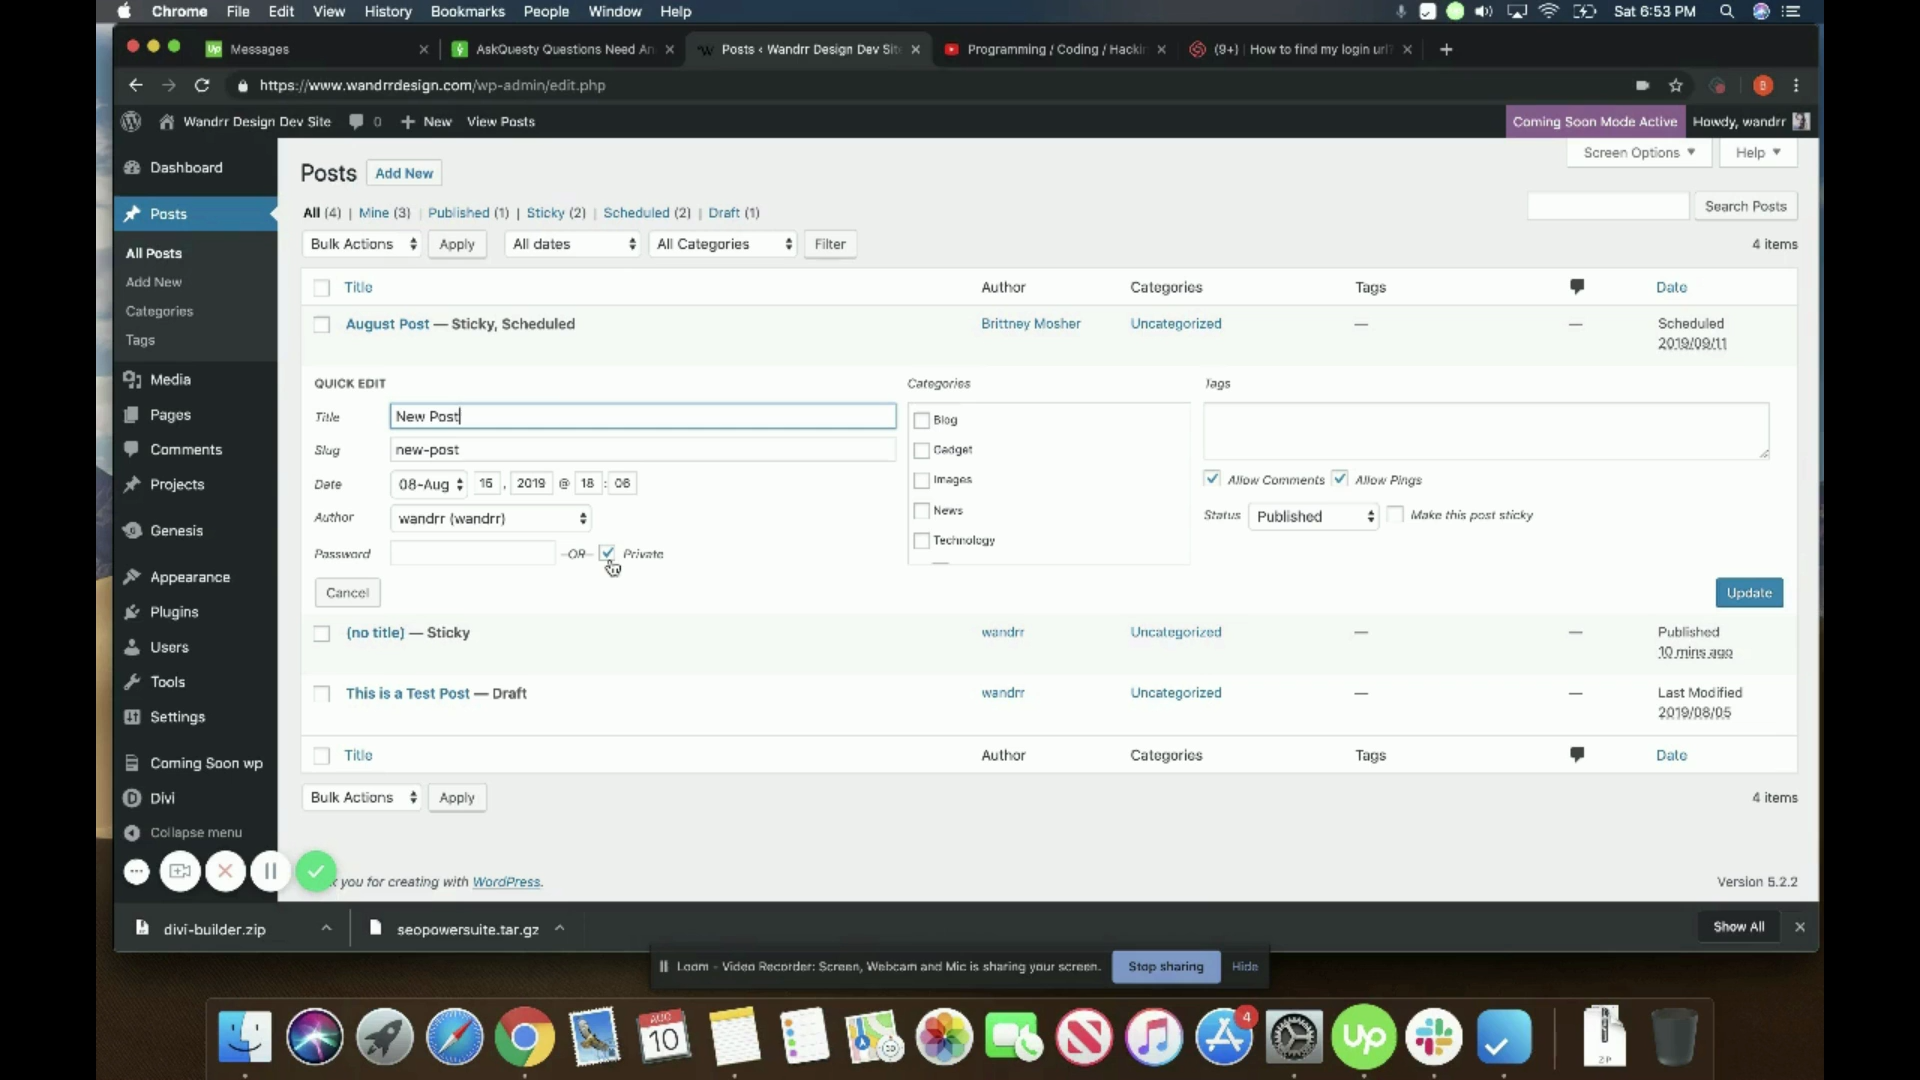 Chrome File Edit View History Bookmarks People Window Help Sat 6:53 PM
Messages AskQuesty Questions Need An Posts ‹ Wandrr Design Dev Site Programming / Coding / Hackin (9+) How to find my login url?
https://www.wandrrdesign.com/wp-admin/edit.php B
Wandrr Design Dev Site 0 + New View Posts Coming Soon Mode Active Howdy, wandrr
Dashboard
Posts
All Posts
Add New
Categories
Tags
Media
Pages
Comments
Projects
Genesis
Appearance
Plugins
Users
Tools
Settings
Coming Soon wp
Divi
Collapse menu
Screen Options ▼ Help ▼
Posts Add New
All (4) | Mine (3) | Published (1) | Sticky (2) | Scheduled (2) | Draft (1)
Search Posts
Bulk Actions Apply All dates All Categories Filter 4 items
Title Author Categories Tags Date
August Post — Sticky, Scheduled Brittney Mosher Uncategorized — — Scheduled
2019/09/11
QUICK EDIT Categories Tags
Title New Post
Slug new-post
Date 08-Aug 16 , 2019 @ 18 : 06
Author wandrr (wandrr)
Password –OR– Private
Blog
Gadget
Images
News
Technology
Allow Comments Allow Pings
Status Published Make this post sticky
Cancel Update
(no title) — Sticky wandrr Uncategorized — — Published
10 mins ago
This is a Test Post — Draft wandrr Uncategorized — — Last Modified
2019/08/05
Title Author Categories Tags Date
Bulk Actions Apply 4 items
you for creating with WordPress. Version 5.2.2
divi-builder.zip seopowersuite.tar.gz Show All
Loom - Video Recorder: Screen, Webcam and Mic is sharing your screen. Stop sharing Hide
AUG
10
4
Up
ZIP